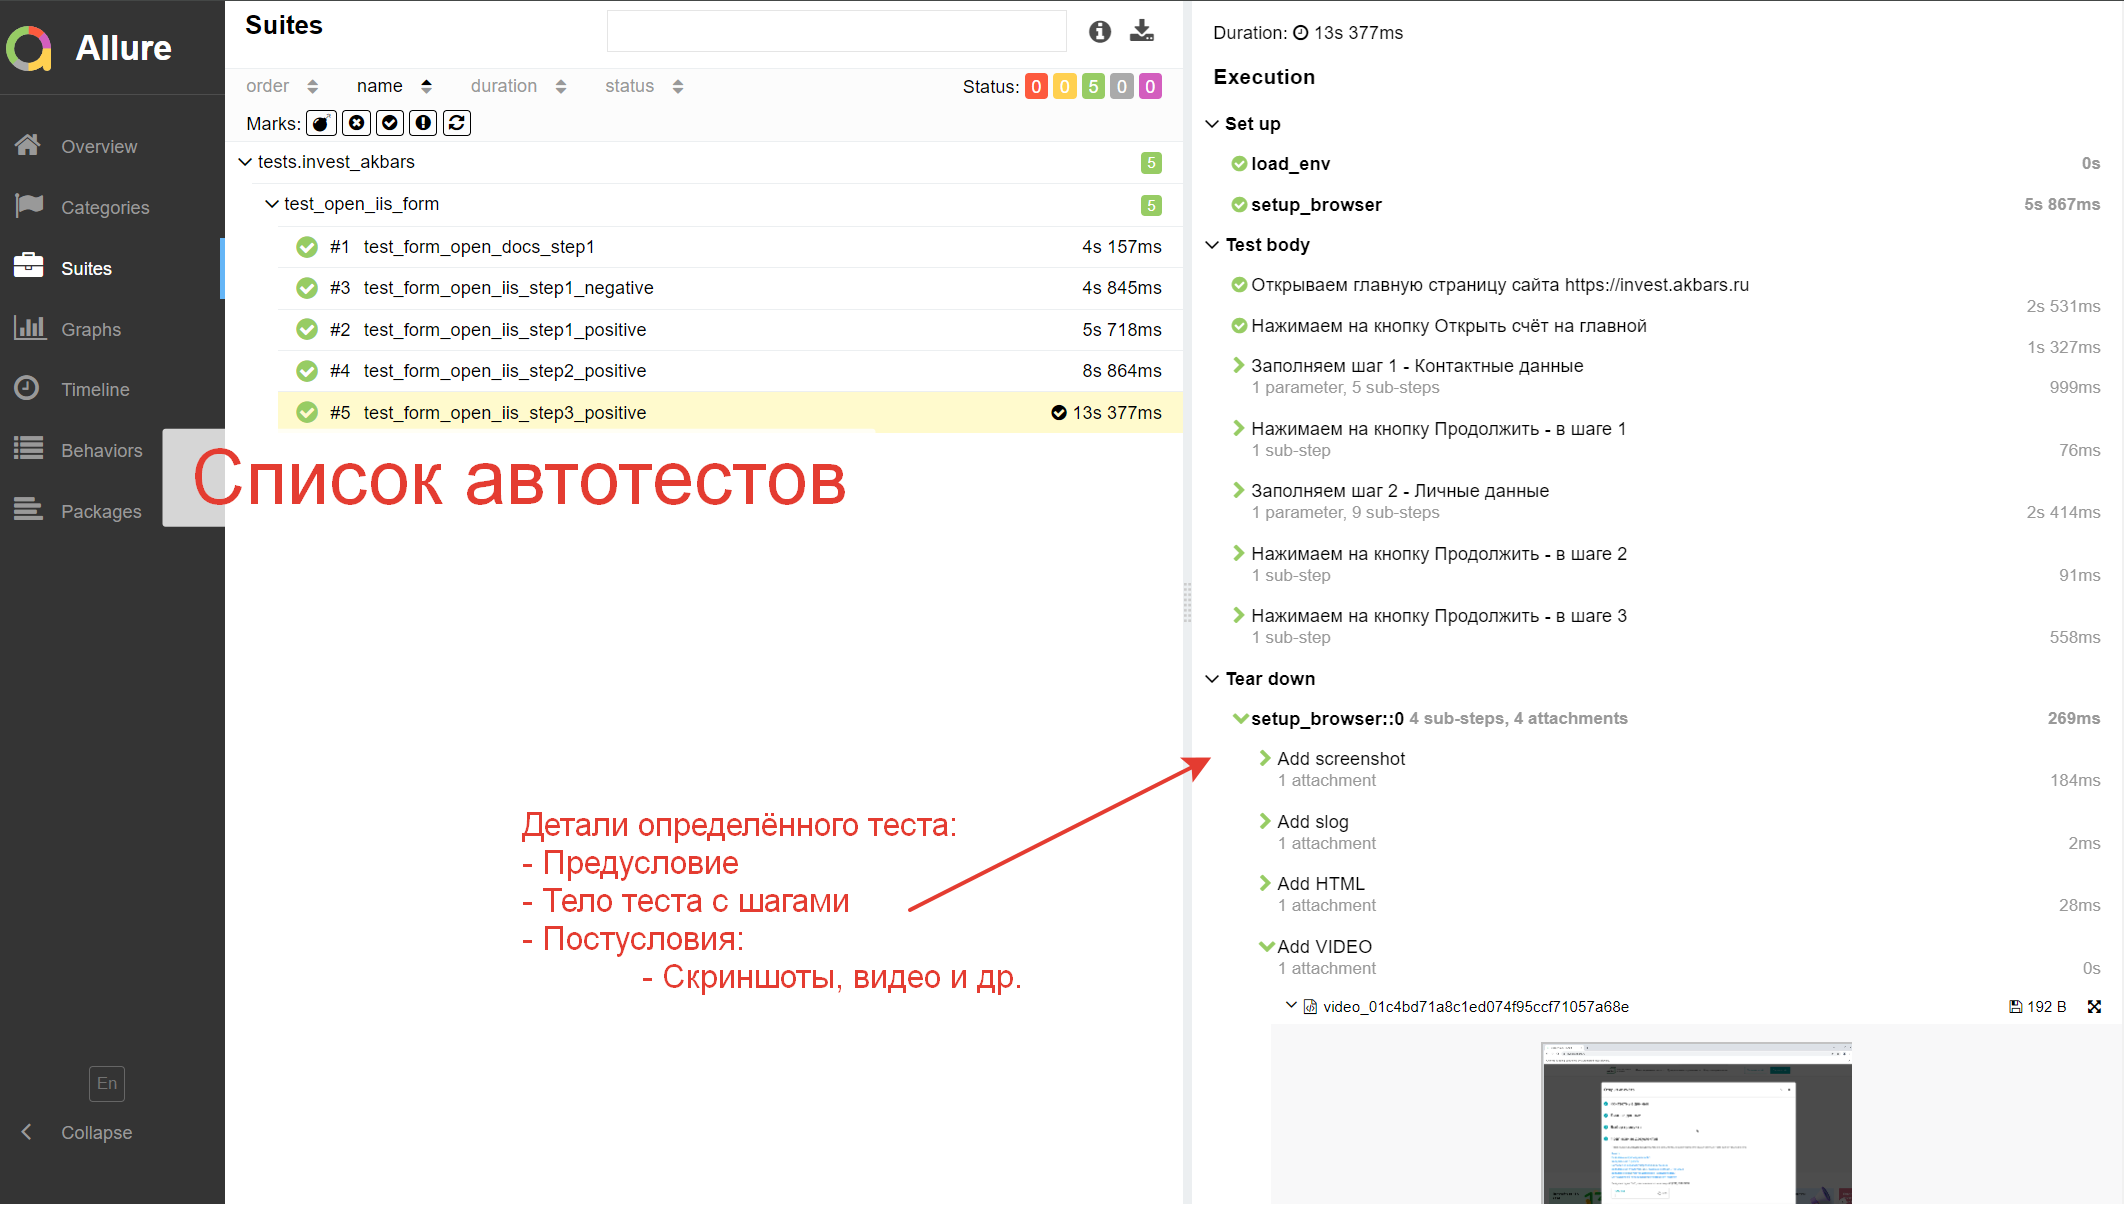 Allure
Overview
Categories
Suites
Graphs
Timeline
Behaviors
Packages
En
Collapse
Suites
order name duration status
Status: 0 0 5 0 0
Marks:
tests.invest_akbars 5
test_open_iis_form 5
#1 test_form_open_docs_step1 4s 157ms
#3 test_form_open_iis_step1_negative 4s 845ms
#2 test_form_open_iis_step1_positive 5s 718ms
#4 test_form_open_iis_step2_positive 8s 864ms
#5 test_form_open_iis_step3_positive 13s 377ms
Список автотестов
Детали определённого теста:
- Предусловие
- Тело теста с шагами
- Постусловия:
- Скриншоты, видео и др.
Duration: 13s 377ms
Execution
Set up
load_env 0s
setup_browser 5s 867ms
Test body
Открываем главную страницу сайта https://invest.akbars.ru
2s 531ms
Нажимаем на кнопку Открыть счёт на главной
1s 327ms
Заполняем шаг 1 - Контактные данные
1 parameter, 5 sub-steps 999ms
Нажимаем на кнопку Продолжить - в шаге 1
1 sub-step 76ms
Заполняем шаг 2 - Личные данные
1 parameter, 9 sub-steps 2s 414ms
Нажимаем на кнопку Продолжить - в шаге 2
1 sub-step 91ms
Нажимаем на кнопку Продолжить - в шаге 3
1 sub-step 558ms
Tear down
setup_browser::0 4 sub-steps, 4 attachments 269ms
Add screenshot
1 attachment 184ms
Add slog
1 attachment 2ms
Add HTML
1 attachment 28ms
Add VIDEO
1 attachment 0s
video_01c4bd71a8c1ed074f95ccf71057a68e 192 B